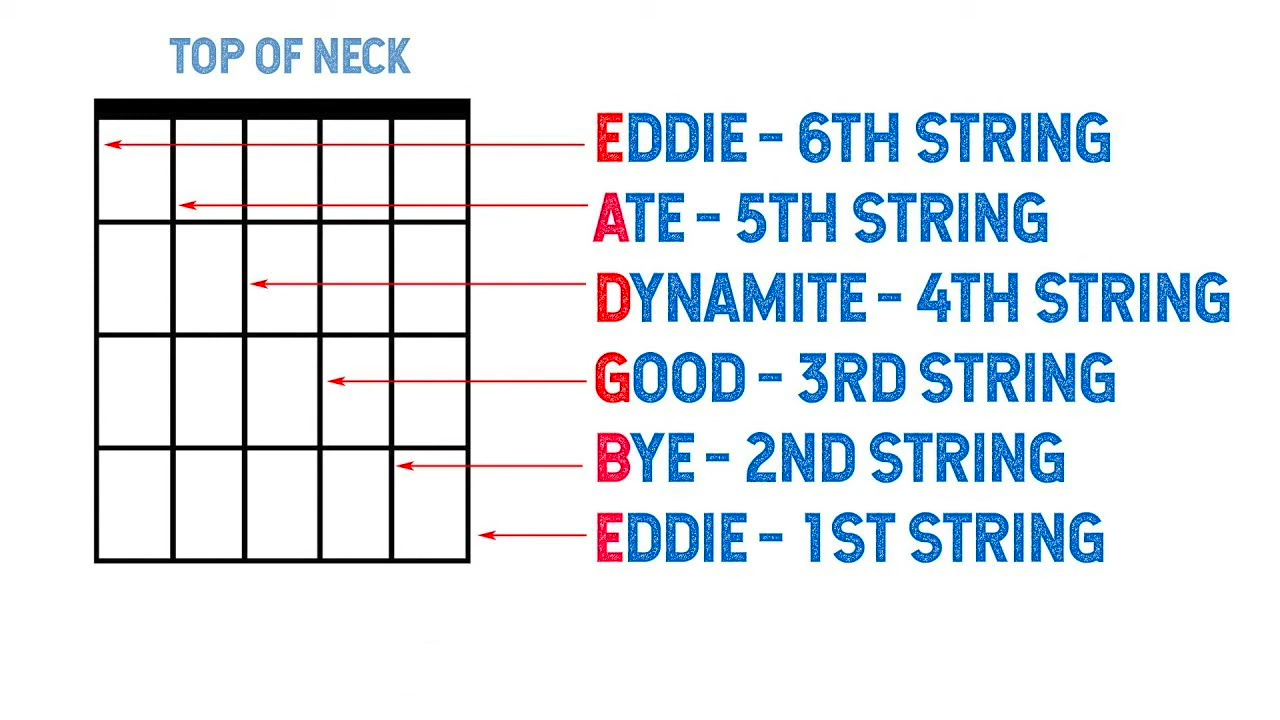 TOP OF NECK
EDDIE - 6TH STRING
ATE - 5TH STRING
DYNAMITE - 4TH STRING
GOOD - 3RD STRING
BYE - 2ND STRING
EDDIE - 1ST STRING